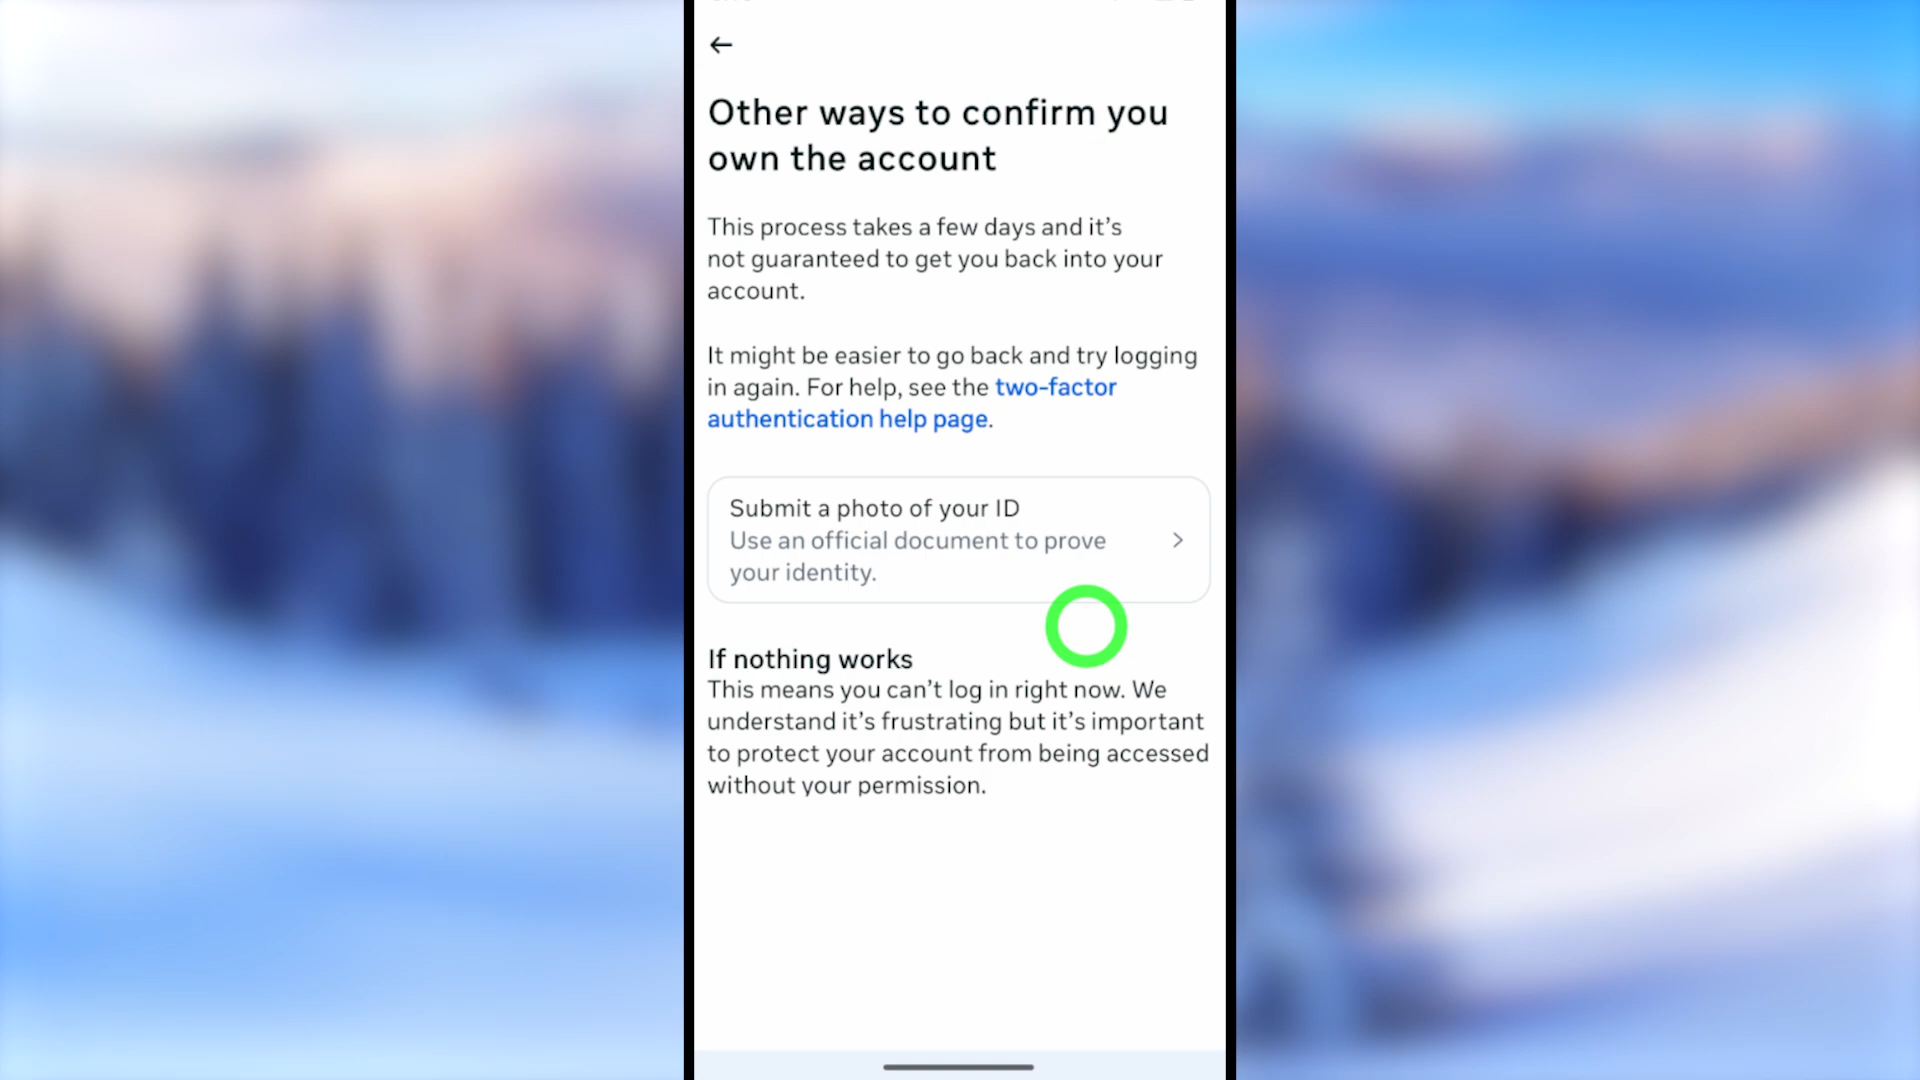 Other ways to confirm you
own the account
This process takes a few days and it's
not guaranteed to get you back into your
account.
It might be easier to go back and try logging
in again. For help, see the two-factor
authentication help page.
Submit a photo of your ID
Use an official document to prove
your identity.
If nothing works
This means you can't log in right now. We
understand it's frustrating but it's important
to protect your account from being accessed
without your permission.